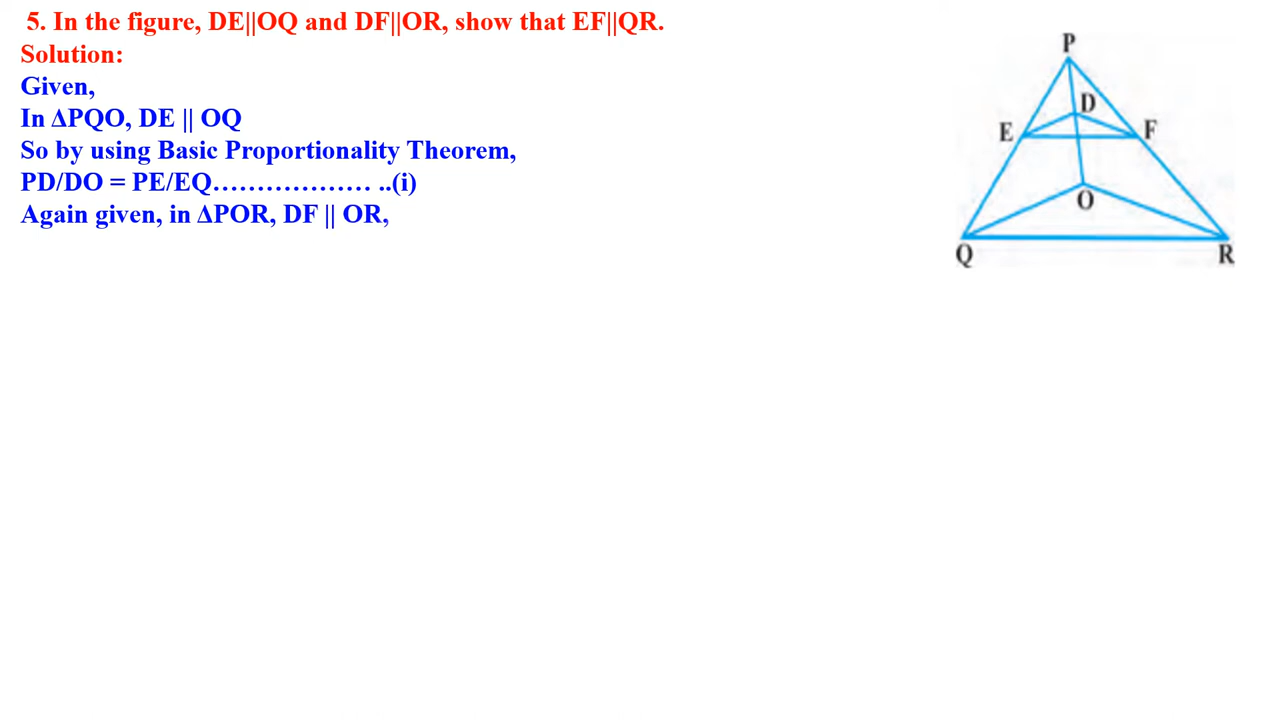 5. In the figure, DE||OQ and DF||OR, show that EF||QR.
Solution:
Given,
In ΔPQO, DE || OQ
So by using Basic Proportionality Theorem,
PD/DO = PE/EQ……………… ..(i)
Again given, in ΔPOR, DF || OR,
P
D
E
F
O
Q
R